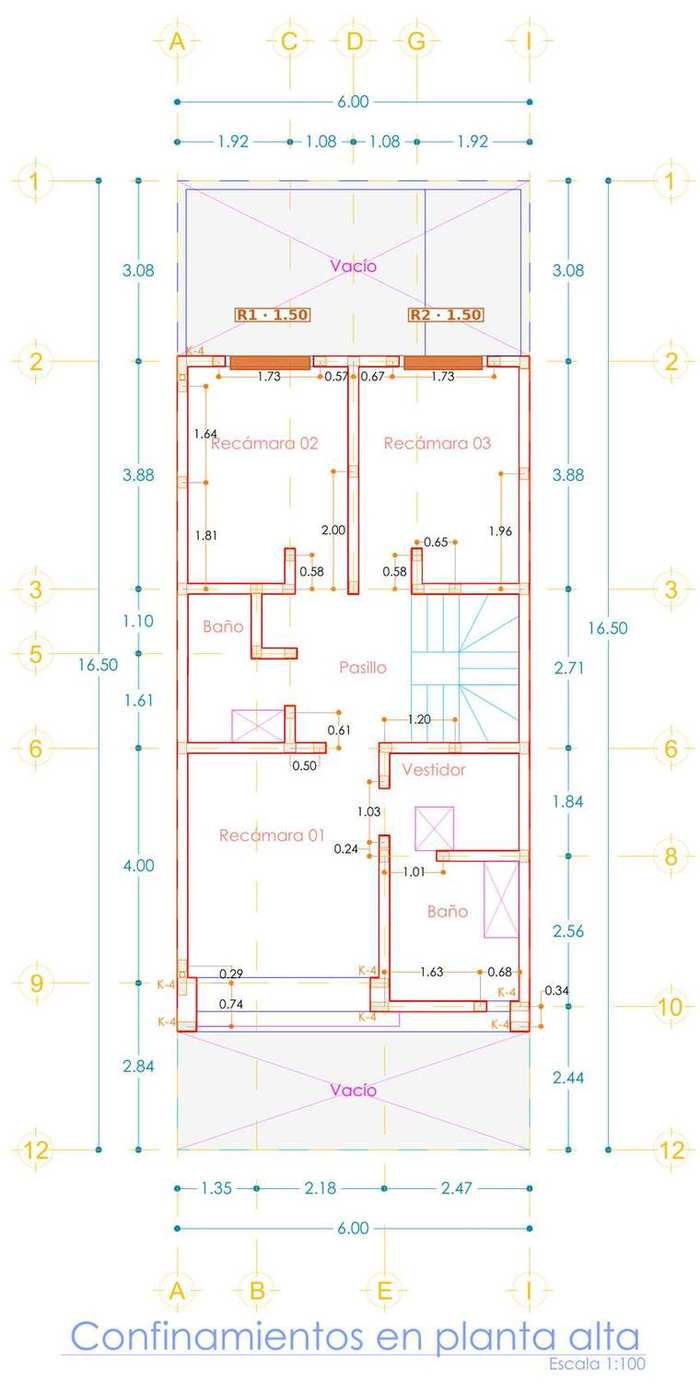 A C D G I
6.00
1.92 1.08 1.08 1.92
1 1
3.08 Vacío 3.08
R1 · 1.50 R2 · 1.50
K-4
2 2
1.73 0.57 0.67 1.73
1.64 Recámara 02 Recámara 03
3.88 3.88
1.81 2.00 1.96
0.65
0.58 0.58
3 3
1.10 Baño 16.50
5 5
16.50 Pasillo 2.71
1.61
0.61 1.20
6 6
0.50 Vestidor
1.84
1.03
Recámara 01
0.24
8 8
4.00 1.01
Baño
2.56
0.29 K-4 1.63 0.68
9 K-4 K-4 0.34
0.74 10
K-4 K-4 K-4
2.84 Vacío 2.44
12 12
1.35 2.18 2.47
6.00
A B E I
Confinamientos en planta alta
Escala 1:100